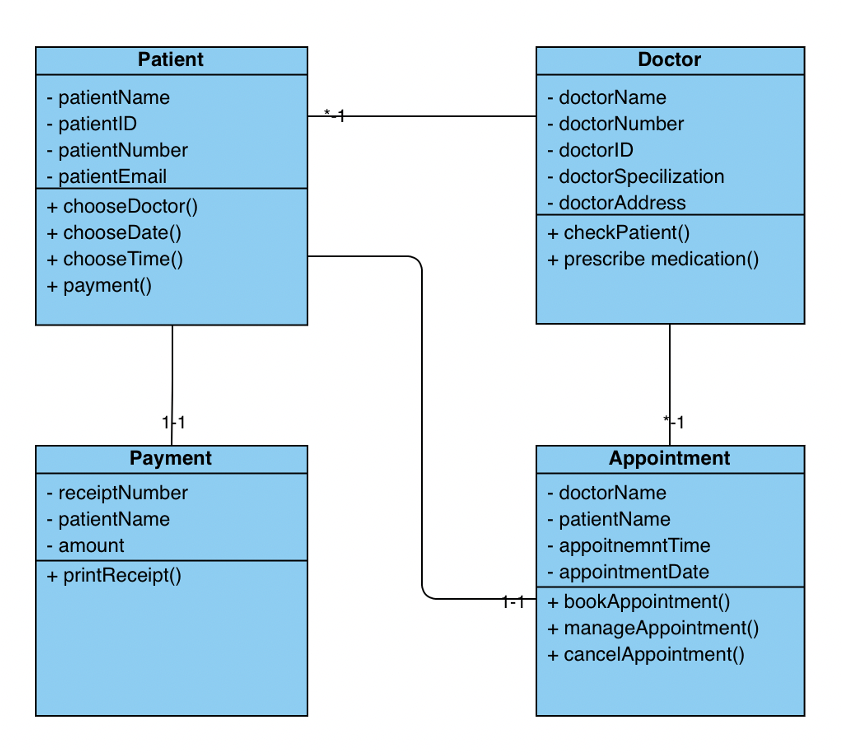 Patient
- patientName
- patientID
- patientNumber
- patientEmail
+ chooseDoctor()
+ chooseDate()
+ chooseTime()
+ payment()
*-1
Doctor
- doctorName
- doctorNumber
- doctorID
- doctorSpecilization
- doctorAddress
+ checkPatient()
+ prescribe medication()
1-1
*-1
Payment
- receiptNumber
- patientName
- amount
+ printReceipt()
1-1
Appointment
- doctorName
- patientName
- appoitnemntTime
- appointmentDate
+ bookAppointment()
+ manageAppointment()
+ cancelAppointment()